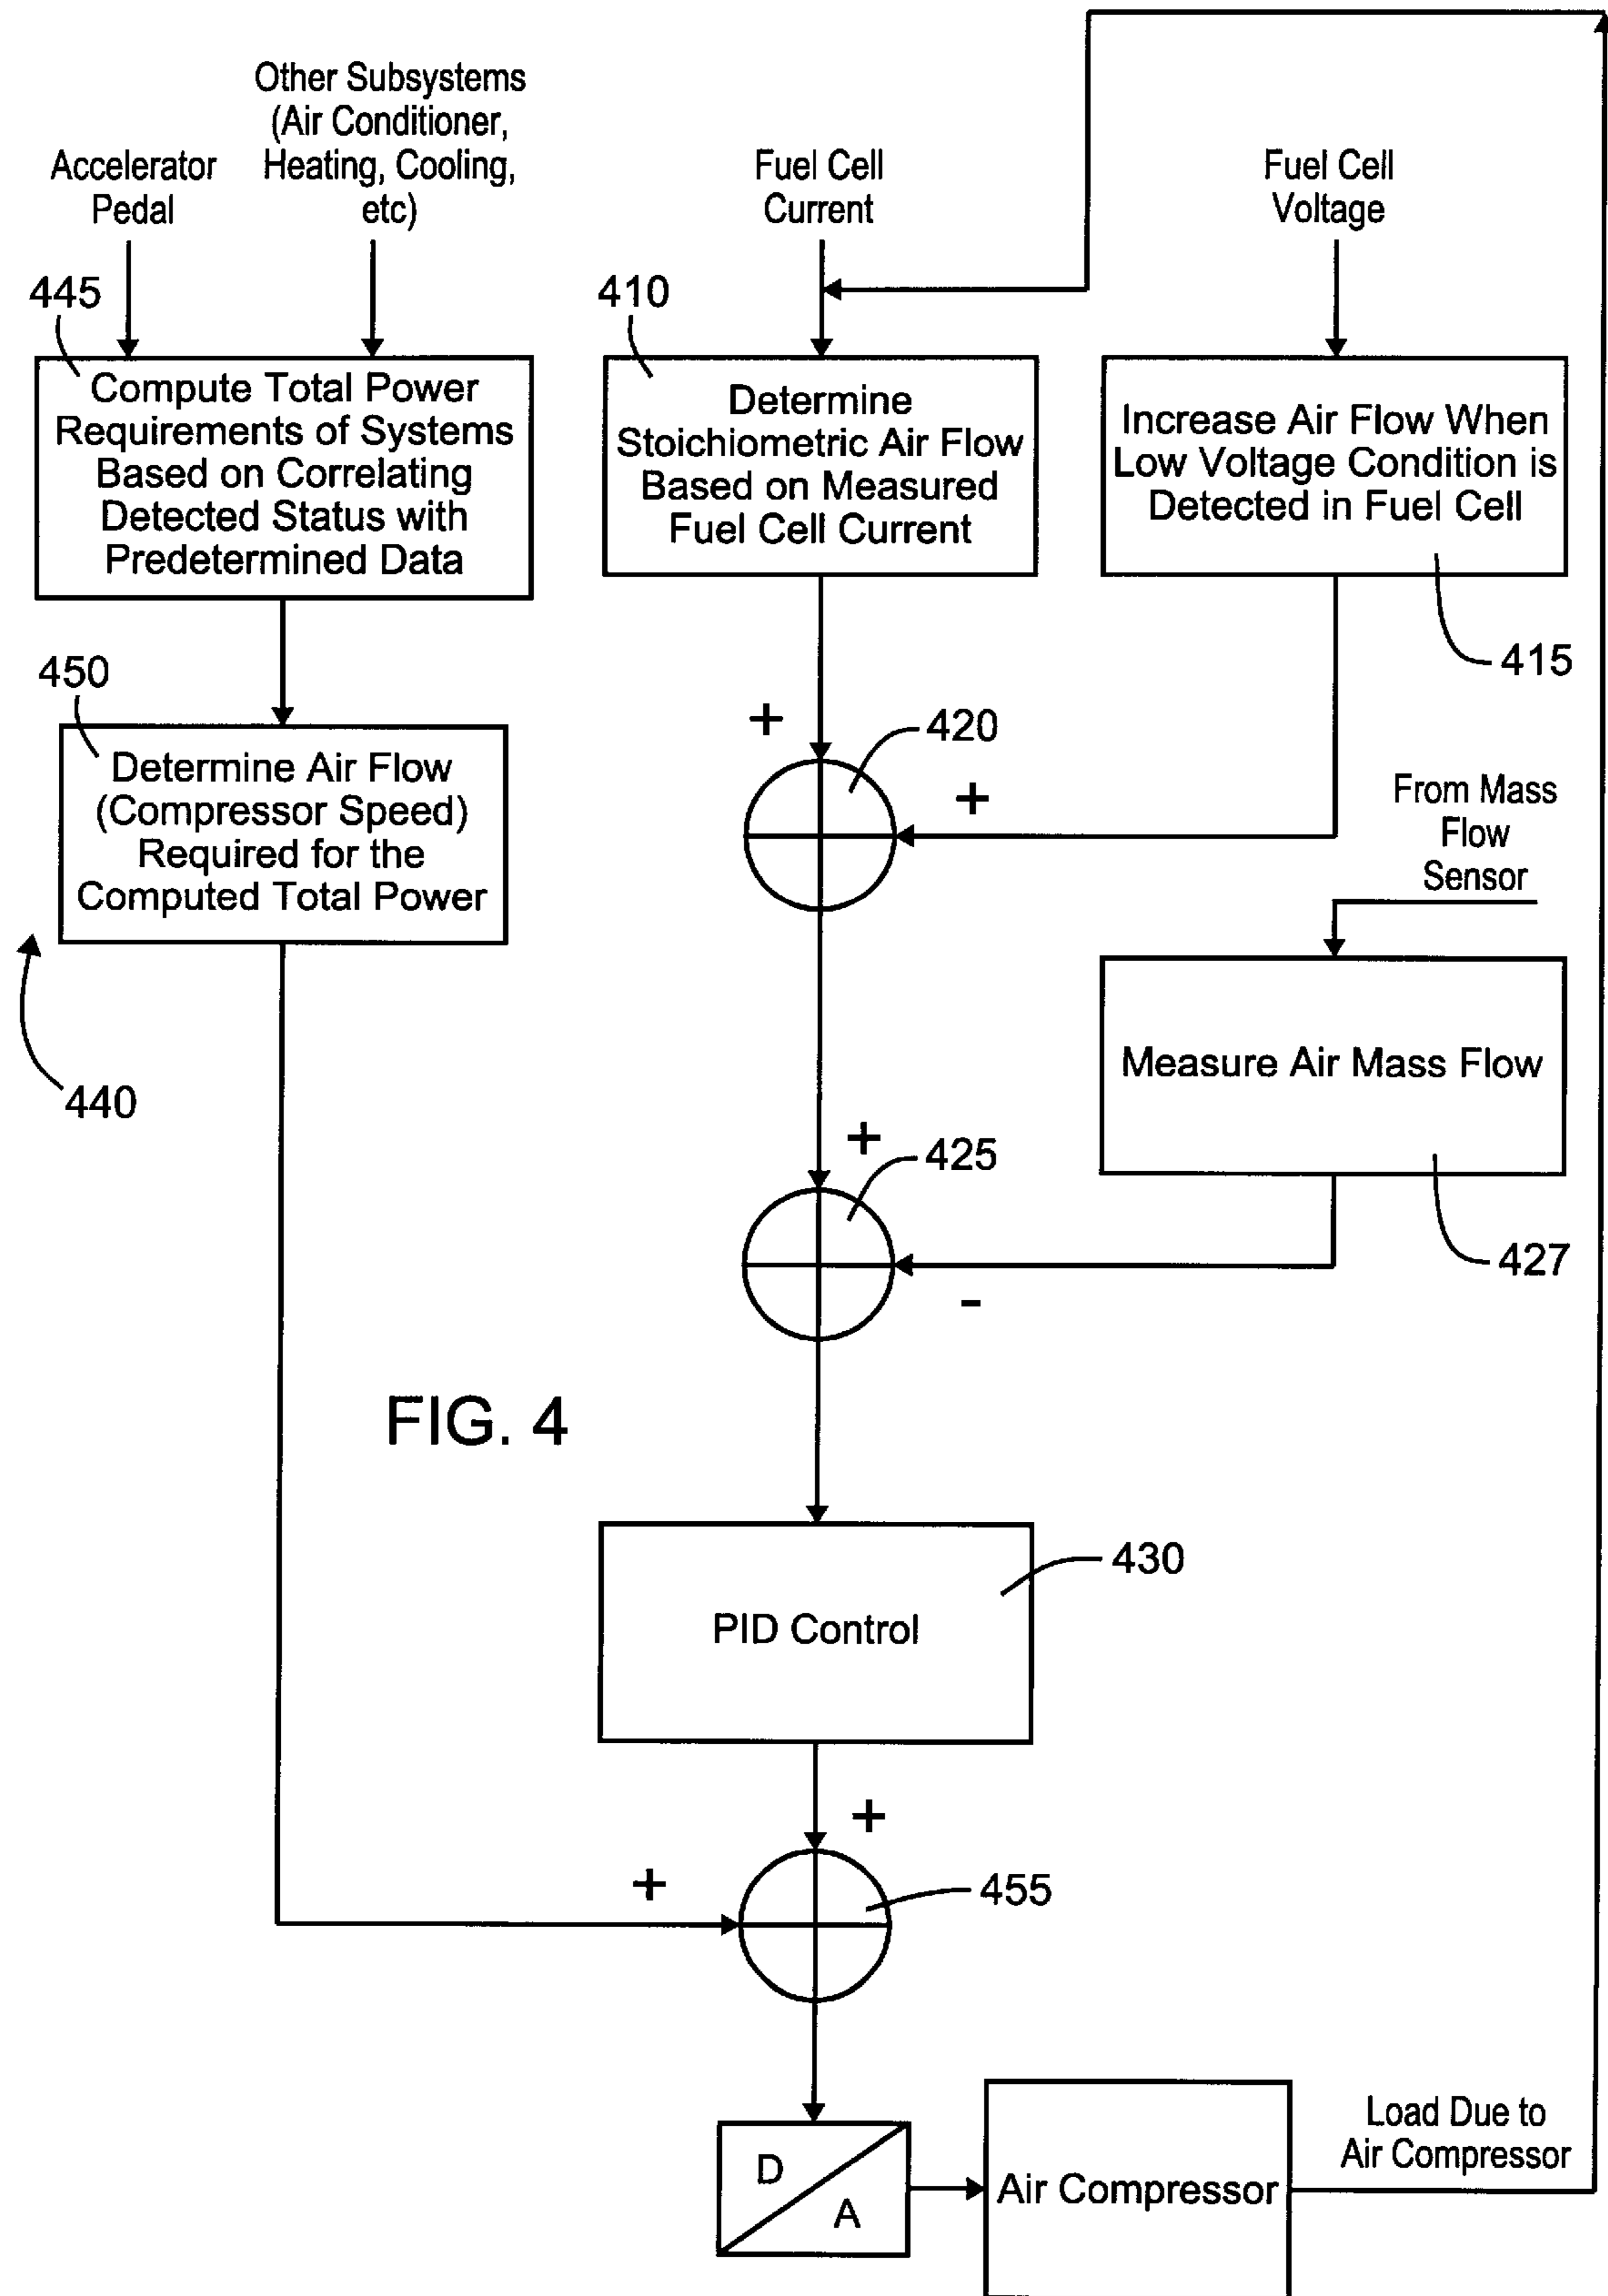 Accelerator
Pedal
Other Subsystems
(Air Conditioner,
Heating, Cooling,
etc)
Fuel Cell
Current
Fuel Cell
Voltage
445
Compute Total Power
Requirements of Systems
Based on Correlating
Detected Status with
Predetermined Data
410
Determine
Stoichiometric Air Flow
Based on Measured
Fuel Cell Current
Increase Air Flow When
Low Voltage Condition is
Detected in Fuel Cell
415
450
Determine Air Flow
(Compressor Speed)
Required for the
Computed Total Power
440
+
420
+
From Mass
Flow
Sensor
Measure Air Mass Flow
427
+
425
-
FIG. 4
PID Control
430
+
+
455
D
A
Air Compressor
Load Due to
Air Compressor